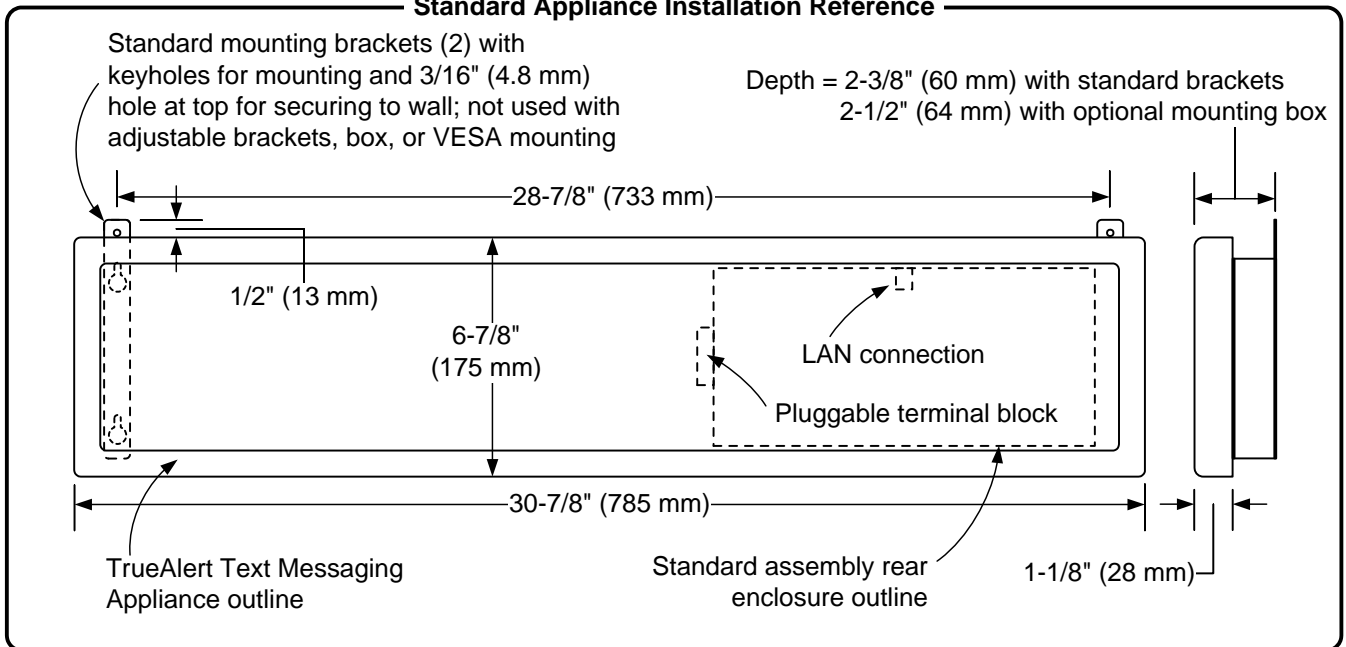 Standard Appliance Installation Reference
Standard mounting brackets (2) with
keyholes for mounting and 3/16" (4.8 mm)
hole at top for securing to wall; not used with
adjustable brackets, box, or VESA mounting
Depth = 2-3/8" (60 mm) with standard brackets
2-1/2" (64 mm) with optional mounting box
28-7/8" (733 mm)
1/2" (13 mm)
6-7/8"
(175 mm)
LAN connection
Pluggable terminal block
30-7/8" (785 mm)
TrueAlert Text Messaging
Appliance outline
Standard assembly rear
enclosure outline
1-1/8" (28 mm)